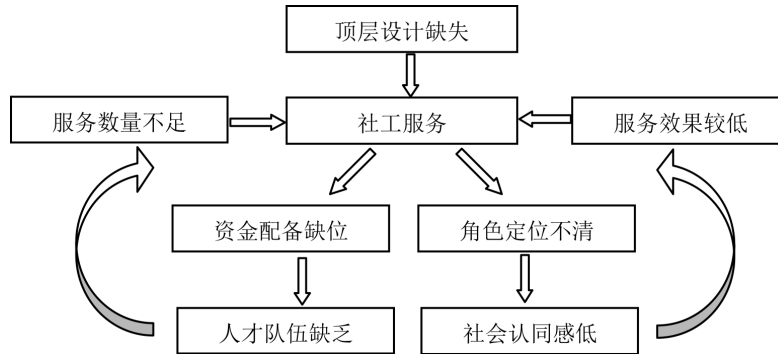 顶层设计缺失
服务数量不足
社工服务
服务效果较低
资金配备缺位
角色定位不清
人才队伍缺乏
社会认同感低